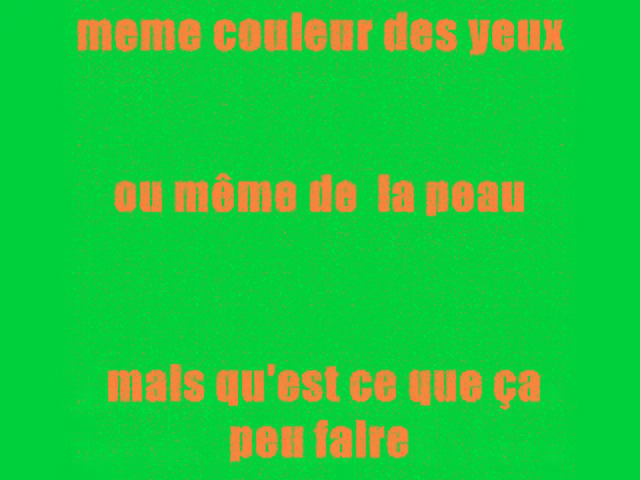 meme couleur des yeux
ou même de la peau
mais qu'est ce que ça
peu faire